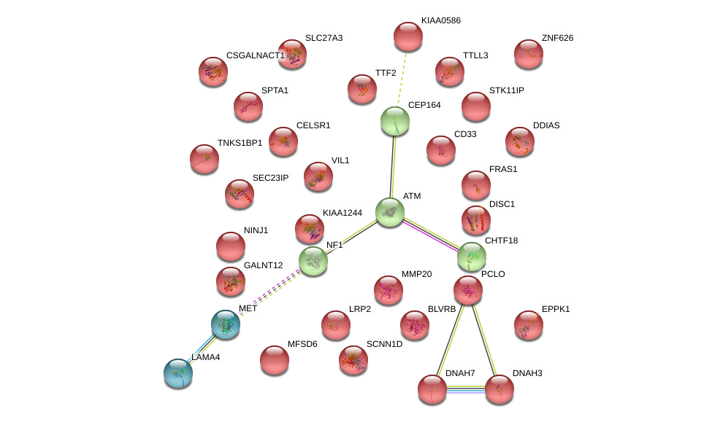 KIAA0586
SLC27A3
ZNF626
CSGALNACT1
TTLL3
TTF2
SPTA1
STK11IP
CEP164
CELSR1
DDIAS
CD33
TNKS1BP1
VIL1
FRAS1
SEC23IP
ATM
DISC1
KIAA1244
NINJ1
NF1
CHTF18
GALNT12
MMP20
PCLO
MET
LRP2
BLVRB
EPPK1
MFSD6
SCNN1D
LAMA4
DNAH7
DNAH3